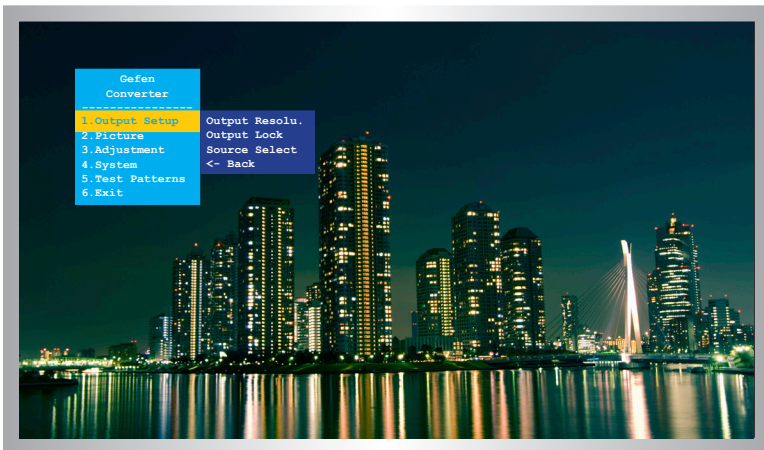 Gefen
Converter
----------------
1.Output Setup
2.Picture
3.Adjustment
4.System
5.Test Patterns
6.Exit
Output Resolu.
Output Lock
Source Select
<- Back